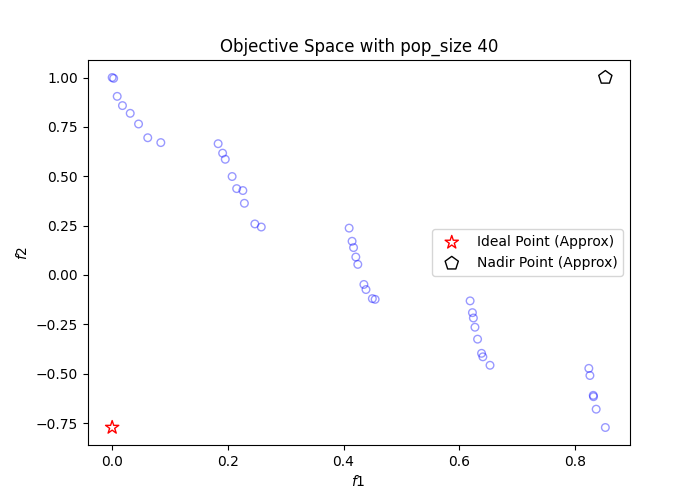 Objective Space with pop_size 40
1.00
0.75
0.50
0.25
0.00
−0.25
−0.50
−0.75
f2
Ideal Point (Approx)
Nadir Point (Approx)
0.0 0.2 0.4 0.6 0.8
f1